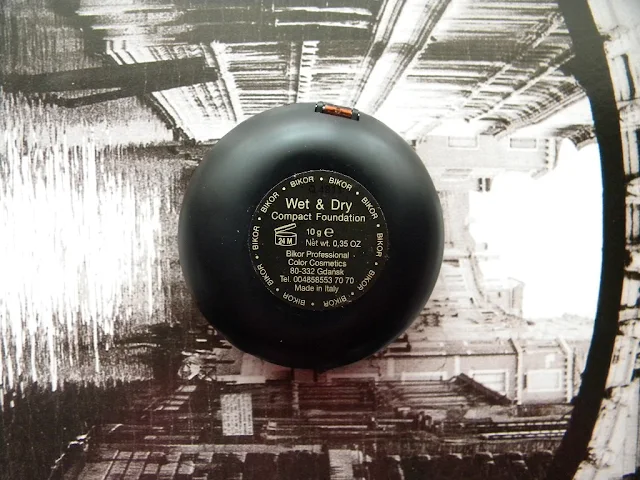 BIKOR • BIKOR • BIKOR • BIKOR • BIKOR • BIKOR • BIKOR • BIKOR • BIKOR •
Wet & Dry
Compact Foundation
24 M
10 g ℮
Net wt. 0,35 OZ
Bikor Professional
Color Cosmetics
80-332 Gdańsk
Tel. 004858553 70 70
Made in Italy